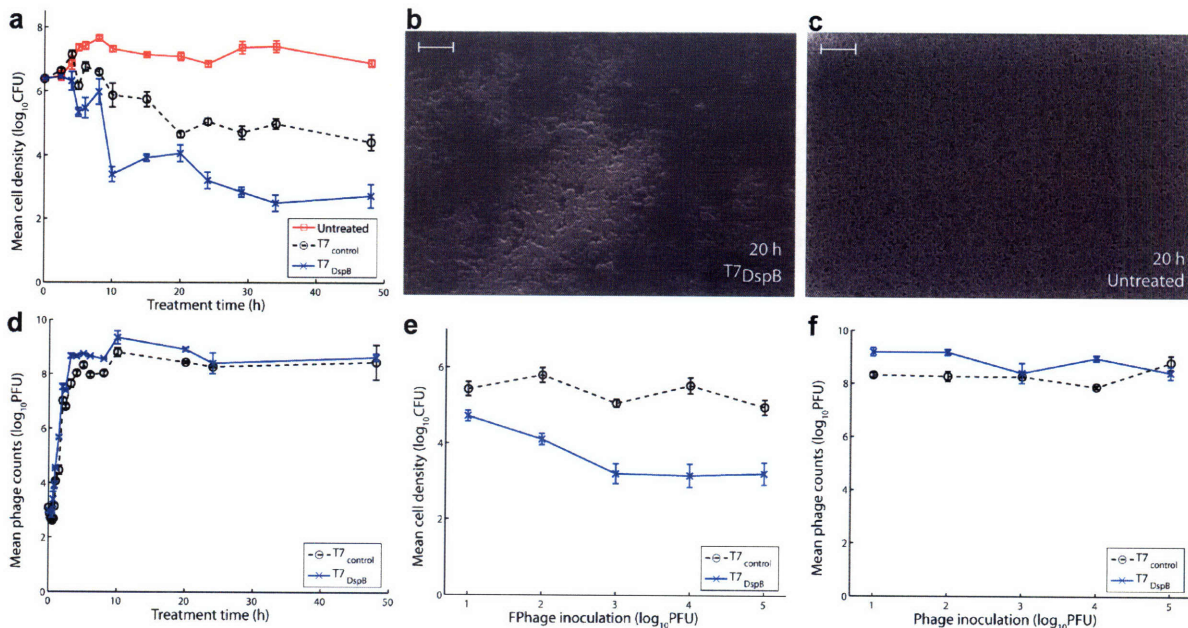 a
8
6
4
2
0
Mean cell density (log10CFU)
0 10 20 30 40 50
Treatment time (h)
Untreated
T7control
T7DspB
b
20 h
T7DspB
c
20 h
Untreated
d
10
8
6
4
2
0
Mean phage counts (log10PFU)
0 10 20 30 40 50
Treatment time (h)
T7control
T7DspB
e
6
4
2
0
Mean cell density (log10CFU)
1 2 3 4 5
FPhage inoculation (log10PFU)
T7control
T7DspB
f
10
8
6
4
2
0
Mean phage counts (log10PFU)
1 2 3 4 5
Phage inoculation (log10PFU)
T7control
T7DspB